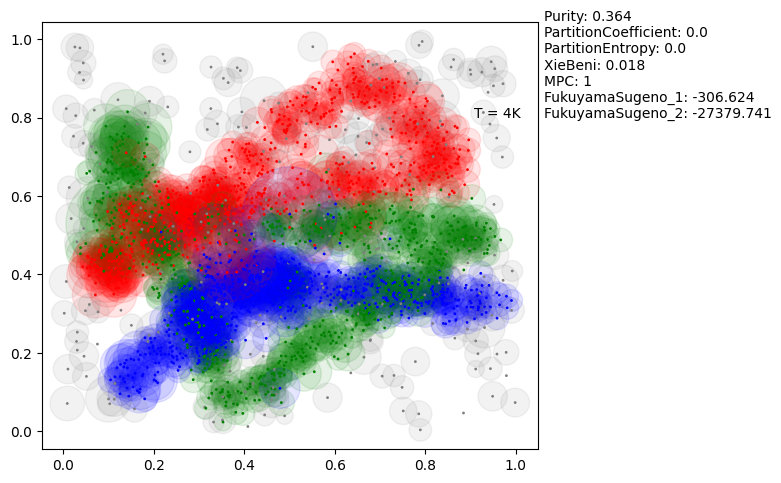 Purity: 0.364
PartitionCoefficient: 0.0
PartitionEntropy: 0.0
XieBeni: 0.018
MPC: 1
FukuyamaSugeno_1: -306.624
FukuyamaSugeno_2: -27379.741
T = 4K
1.0
0.8
0.6
0.4
0.2
0.0
0.0 0.2 0.4 0.6 0.8 1.0